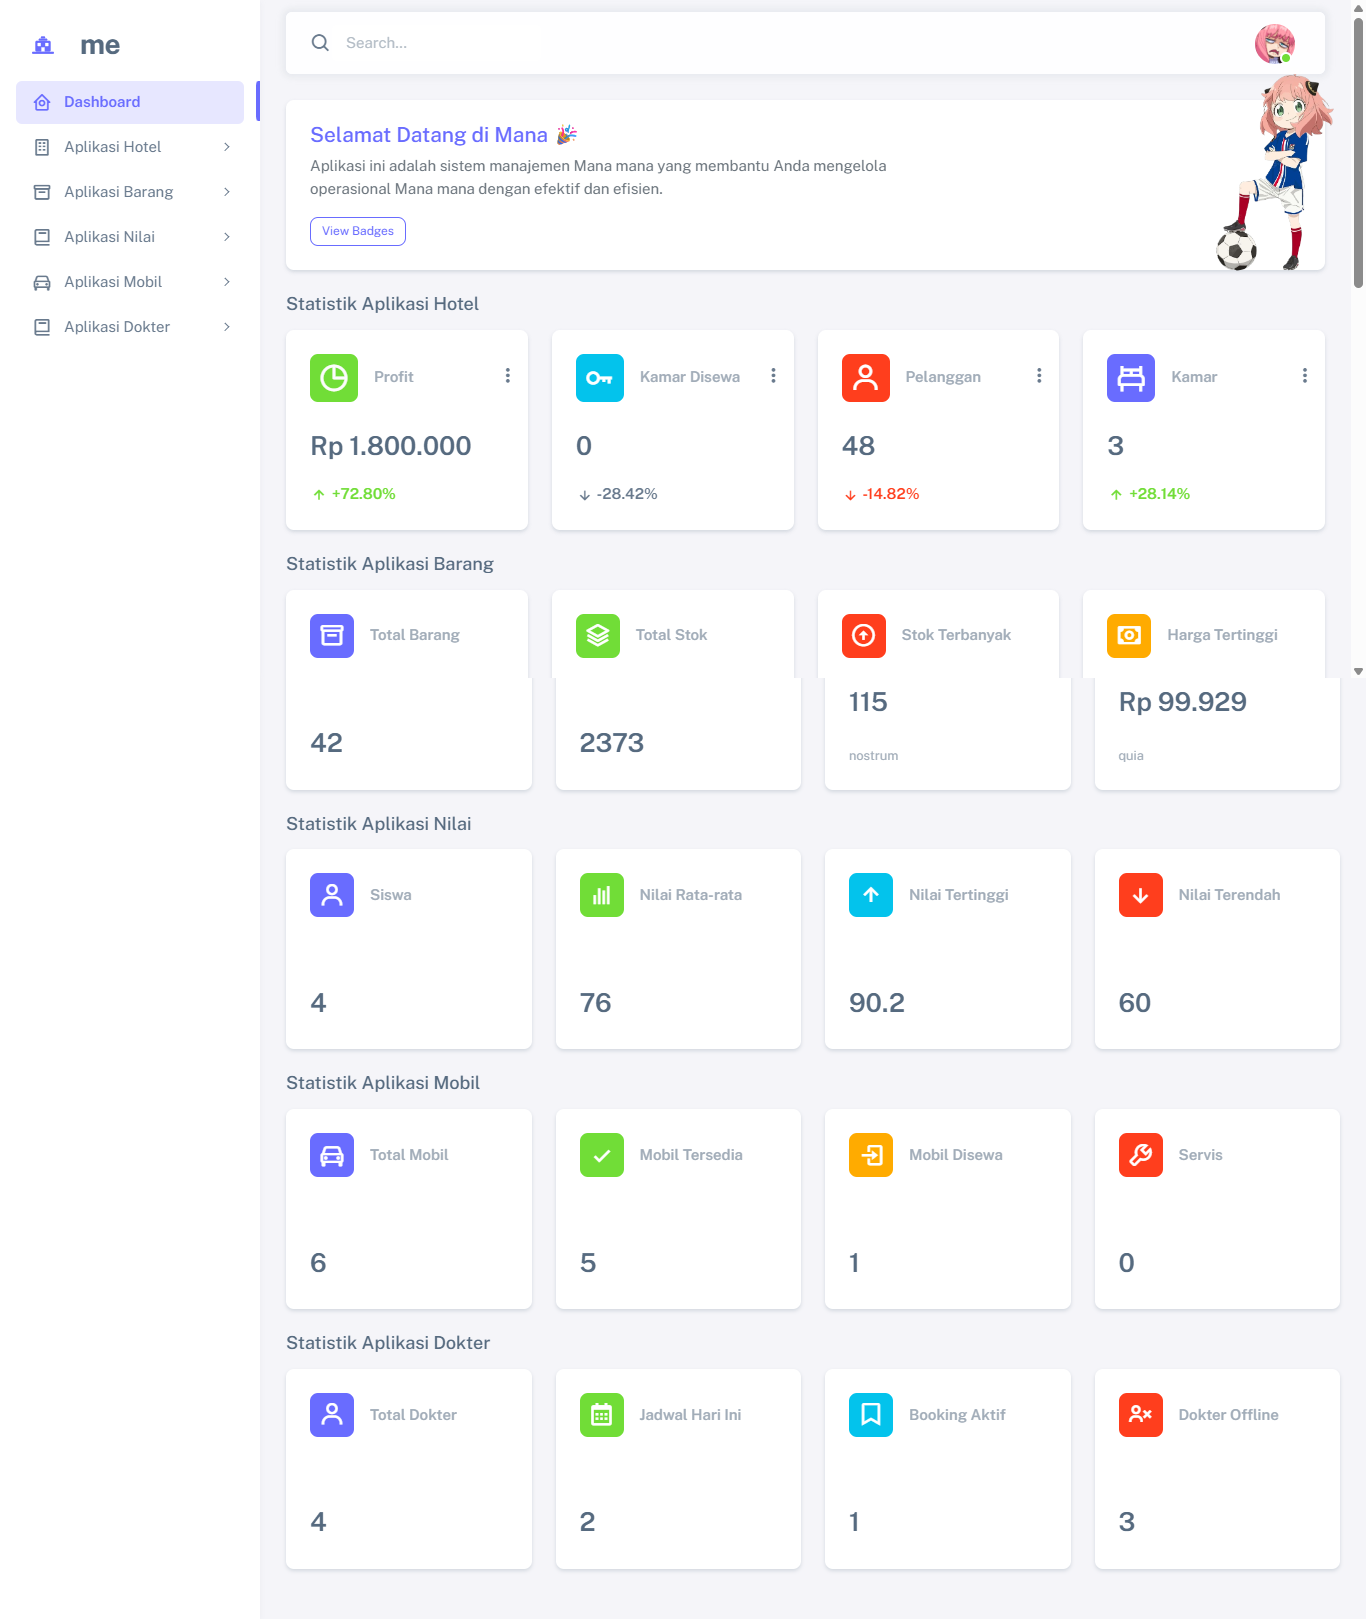 me
Dashboard
Aplikasi Hotel
Aplikasi Barang
Aplikasi Nilai
Aplikasi Mobil
Aplikasi Dokter
Search...
Selamat Datang di Mana 🎉
Aplikasi ini adalah sistem manajemen Mana mana yang membantu Anda mengelola
operasional Mana mana dengan efektif dan efisien.
View Badges
Statistik Aplikasi Hotel
Profit
Rp 1.800.000
+72.80%
Kamar Disewa
0
-28.42%
Pelanggan
48
-14.82%
Kamar
3
+28.14%
Statistik Aplikasi Barang
Total Barang
42
Total Stok
2373
Stok Terbanyak
115
nostrum
Harga Tertinggi
Rp 99.929
quia
Statistik Aplikasi Nilai
Siswa
4
Nilai Rata-rata
76
Nilai Tertinggi
90.2
Nilai Terendah
60
Statistik Aplikasi Mobil
Total Mobil
6
Mobil Tersedia
5
Mobil Disewa
1
Servis
0
Statistik Aplikasi Dokter
Total Dokter
4
Jadwal Hari Ini
2
Booking Aktif
1
Dokter Offline
3